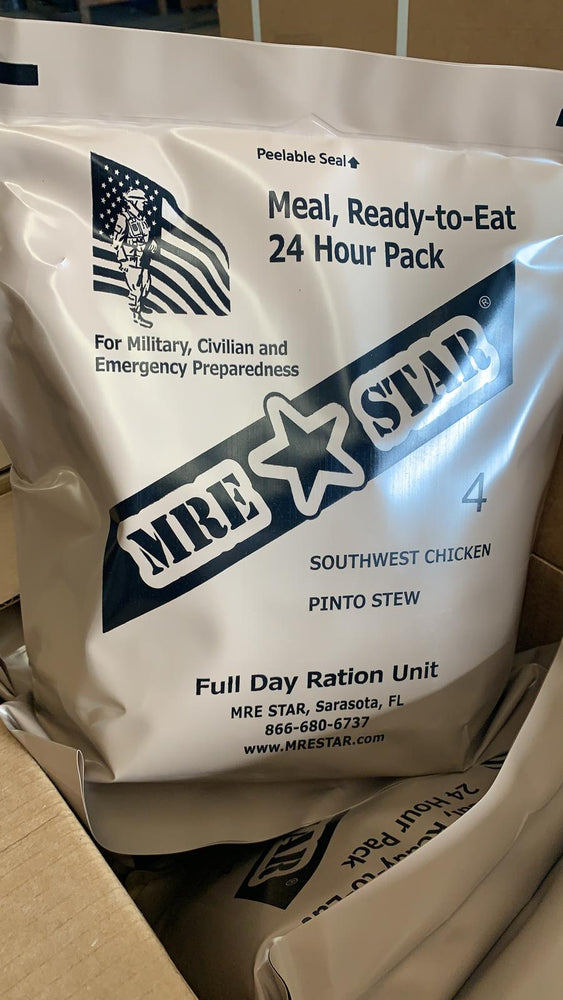 Peelable Seal
Meal, Ready-to-Eat
24 Hour Pack
For Military, Civilian and
Emergency Preparedness
MRE STAR®
4
SOUTHWEST CHICKEN
PINTO STEW
Full Day Ration Unit
MRE STAR, Sarasota, FL
866-680-6737
www.MRESTAR.com
24 Hour Pack